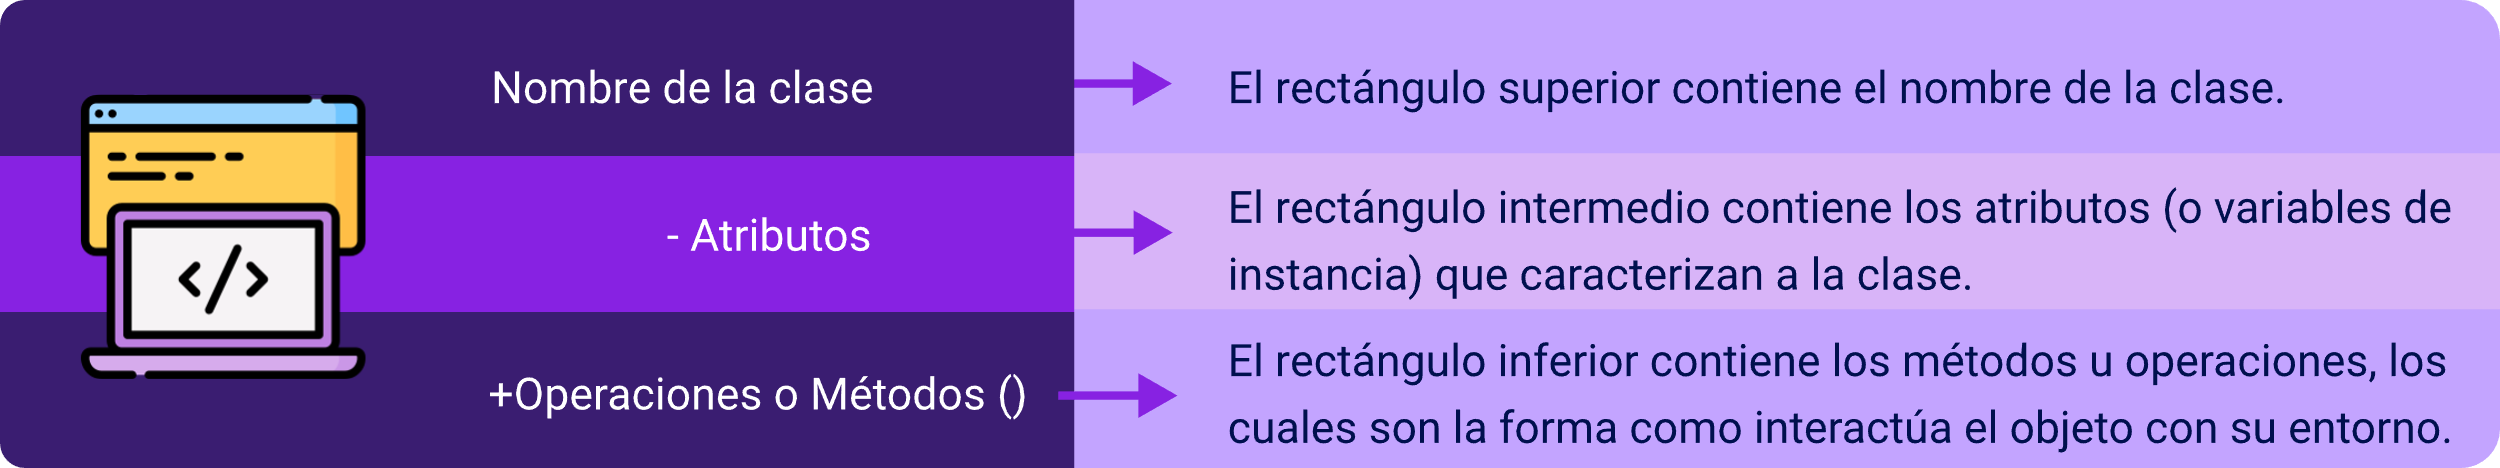 Nombre de la clase
El rectángulo superior contiene el nombre de la clase.
- Atributos
El rectángulo intermedio contiene los atributos (o variables de
instancia) que caracterizan a la clase.
+Operaciones o Métodos ()
El rectángulo inferior contiene los métodos u operaciones, los
cuales son la forma como interactúa el objeto con su entorno.